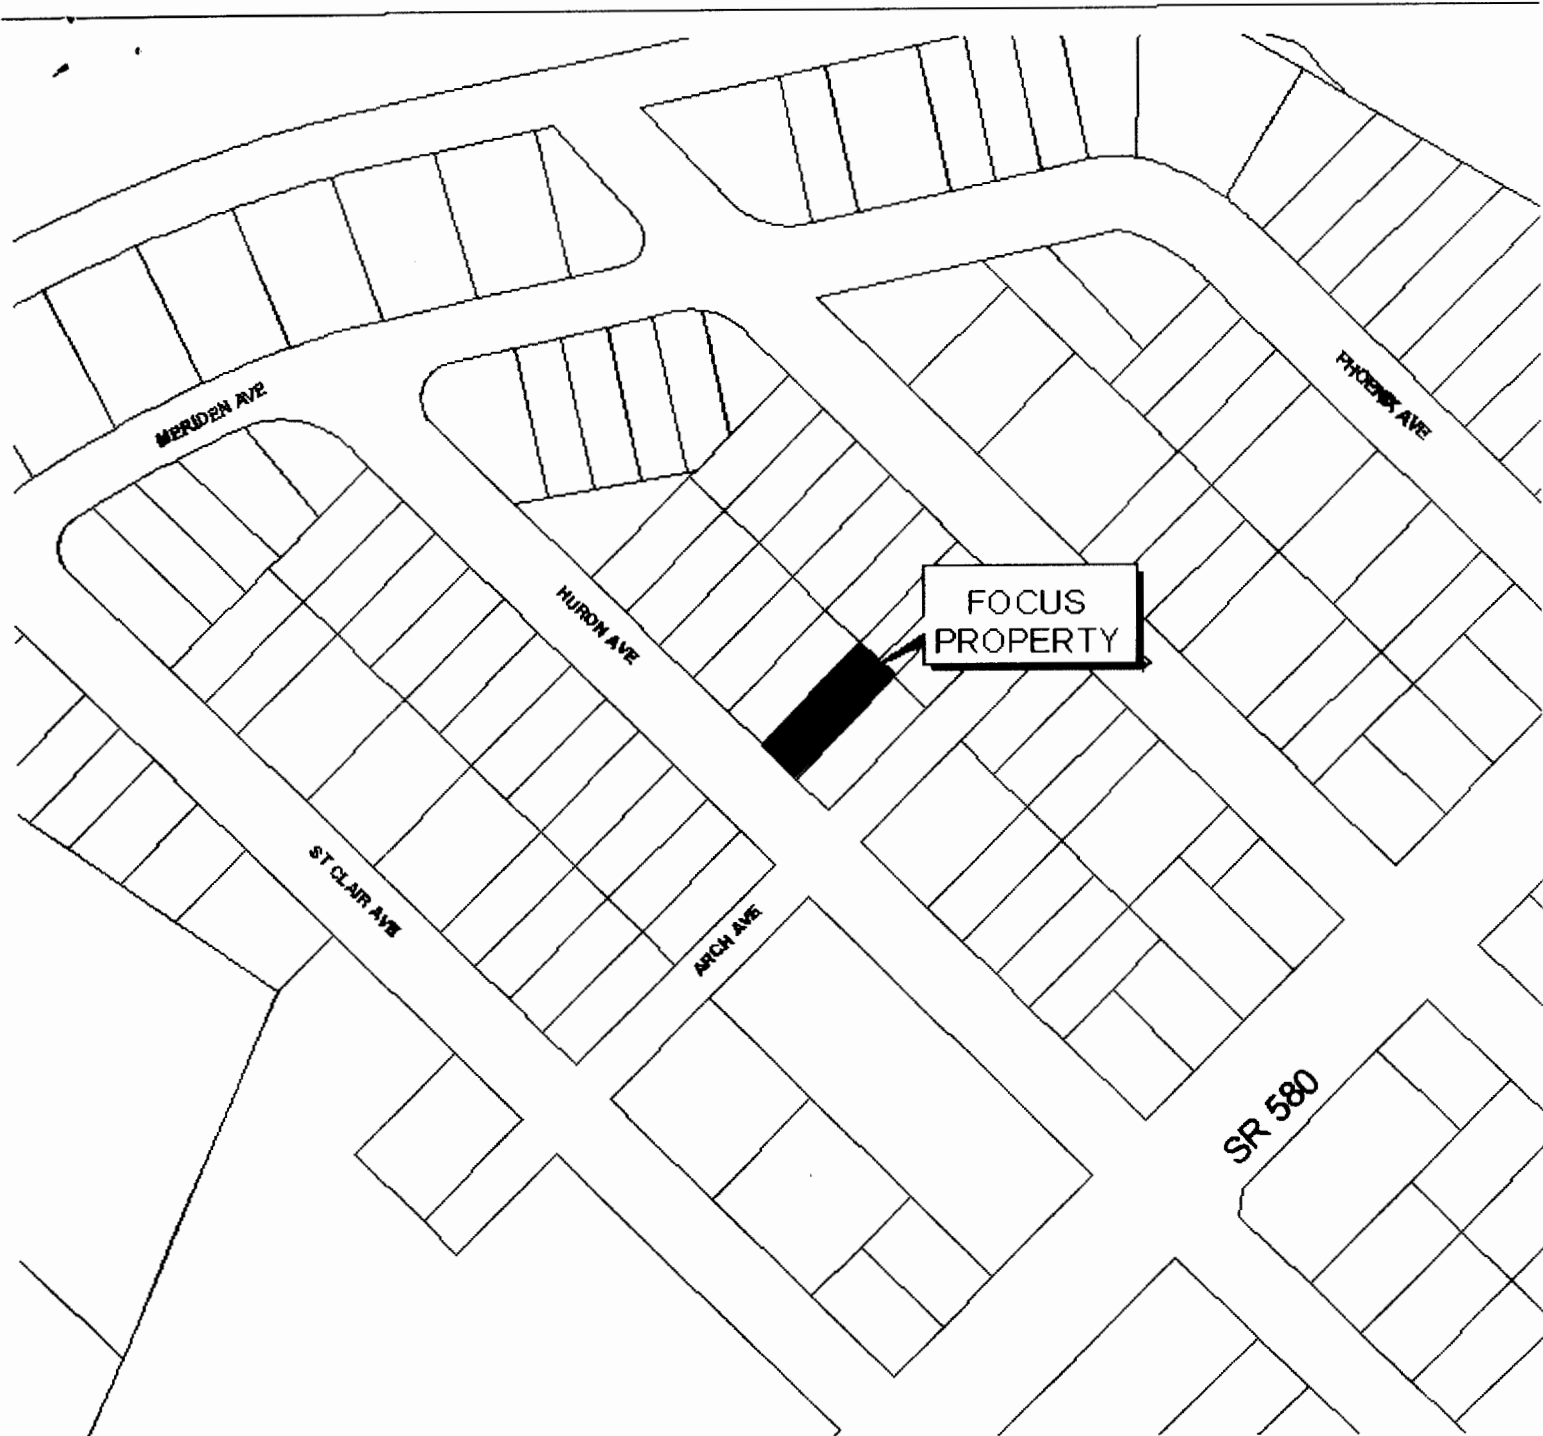 MERIDEN AVE
PHOENIX AVE
HURON AVE
FOCUS
PROPERTY
ST CLAIR AVE
ARCH AVE
SR 580